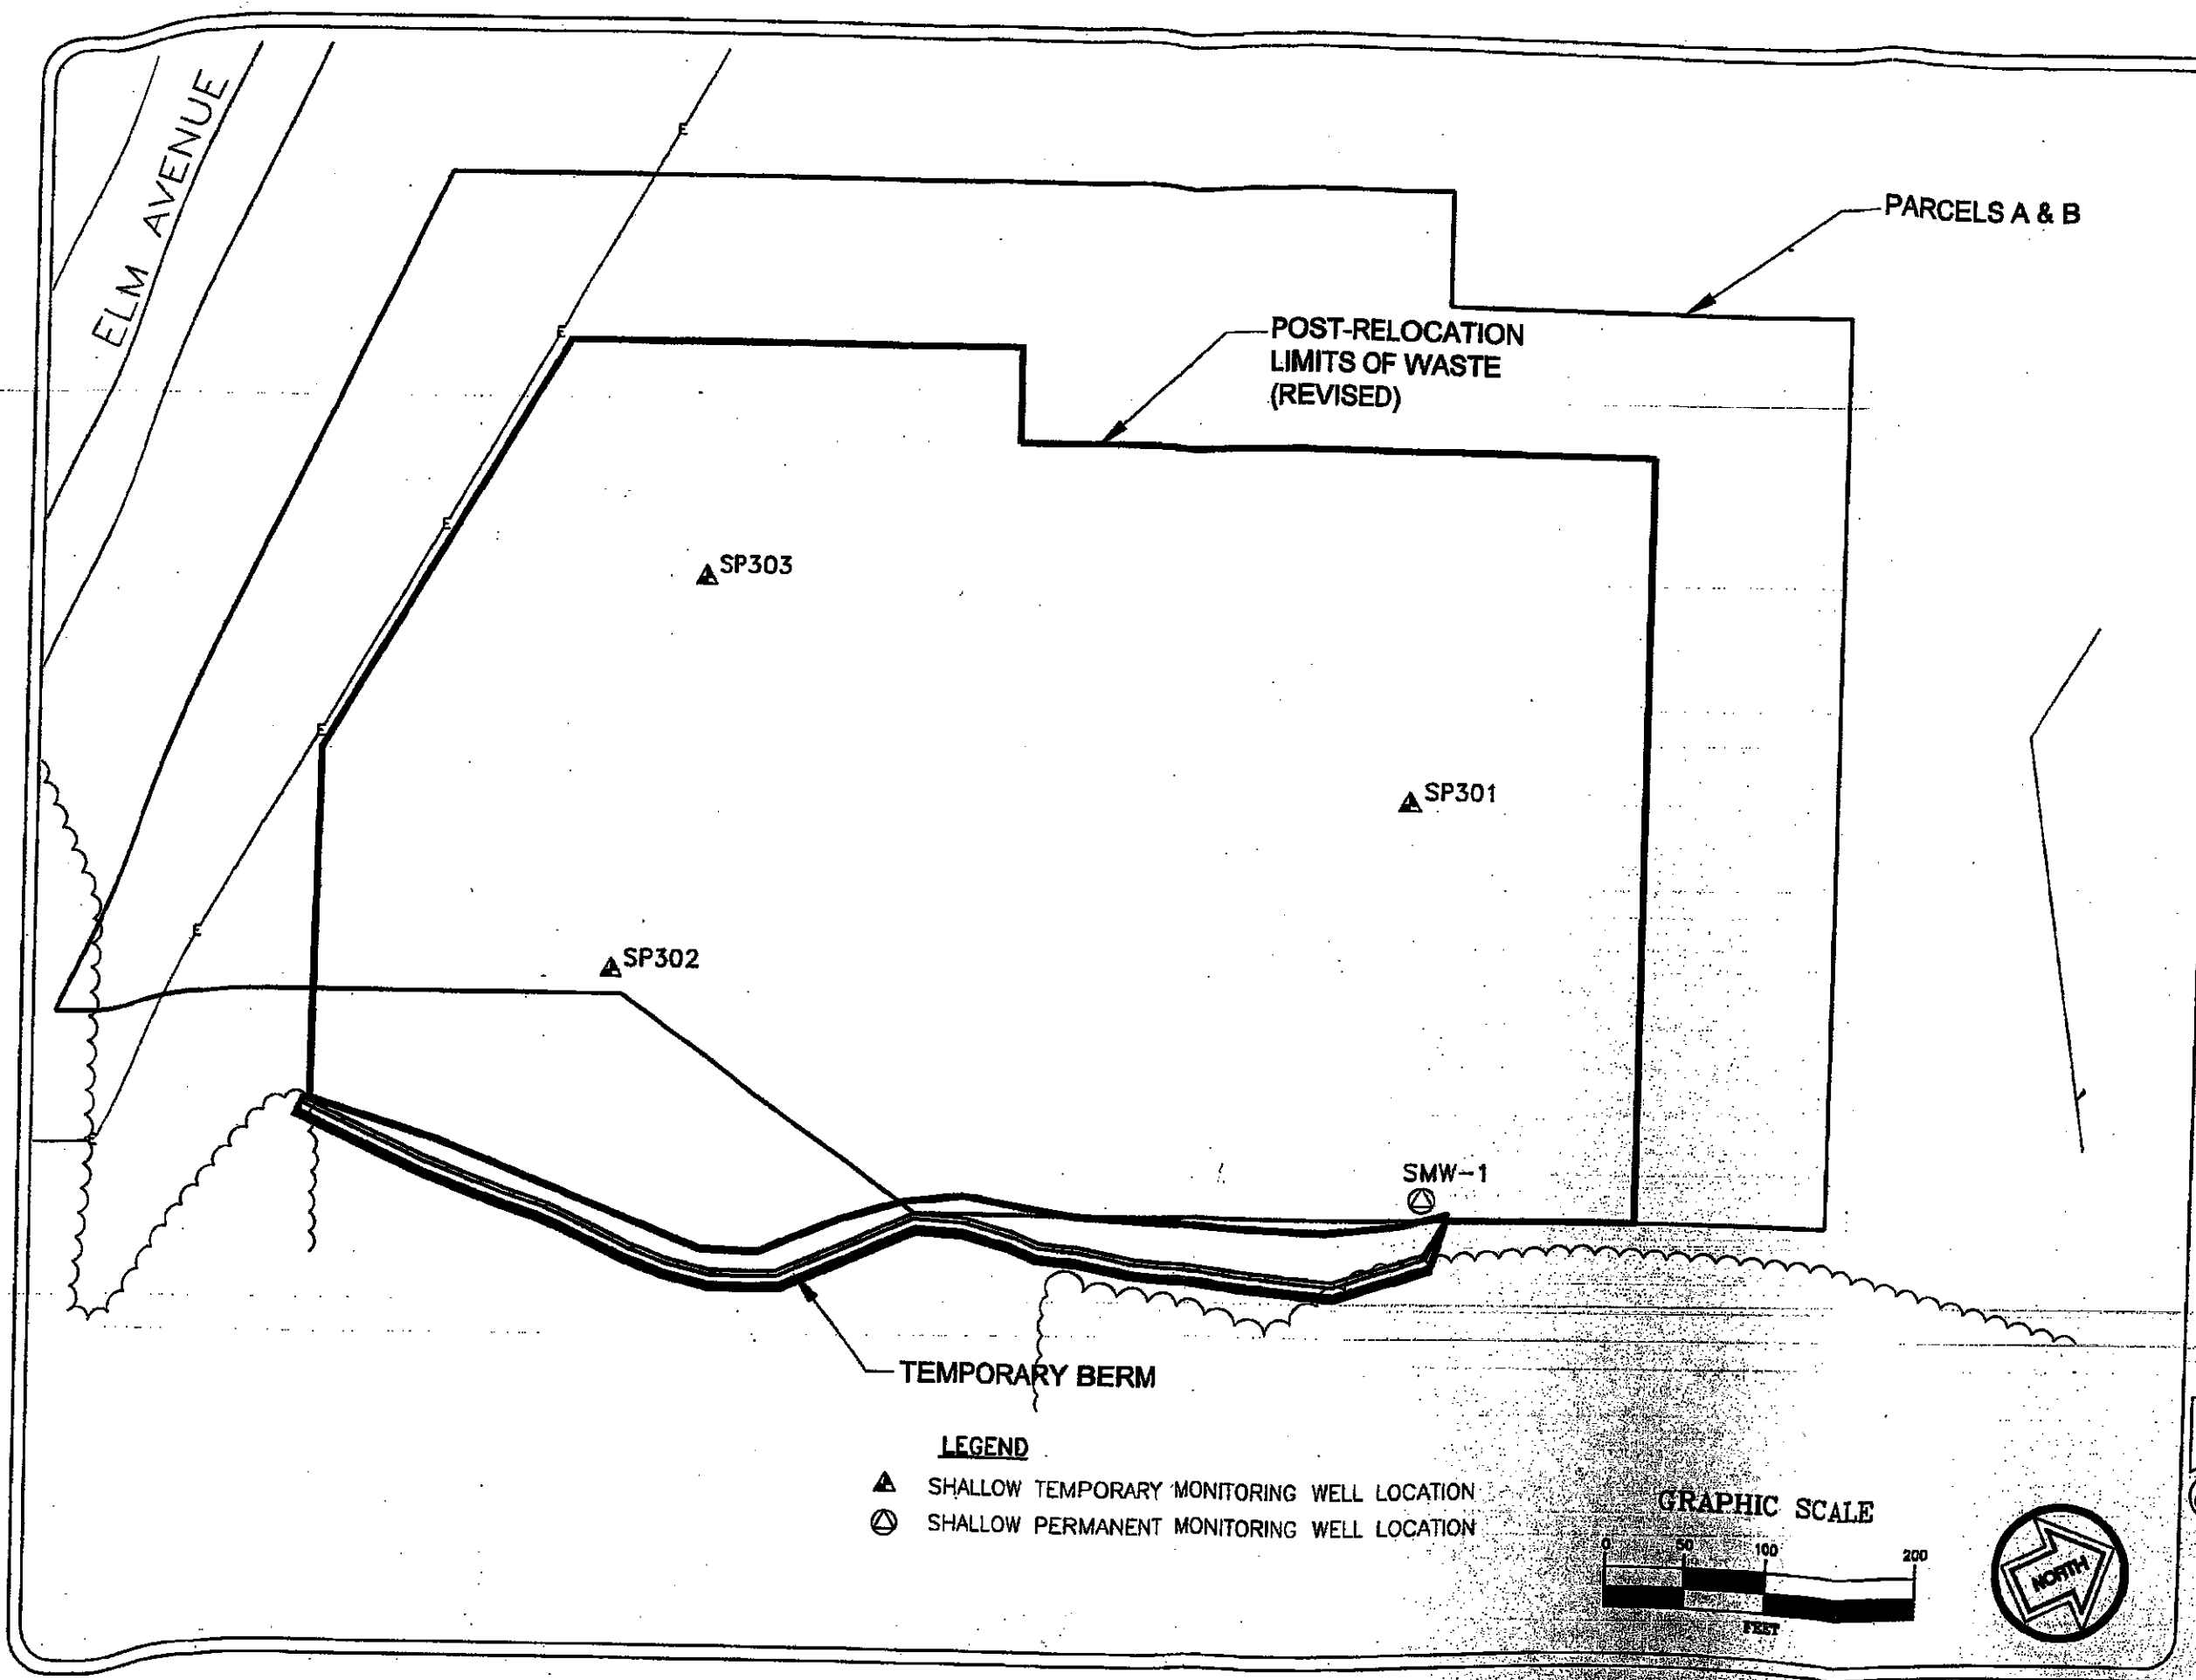 ELM AVENUE
E
PARCELS A & B
E
POST-RELOCATION
LIMITS OF WASTE
(REVISED)
E
SP303
E
SP301
E
SP302
E
SMW-1
TEMPORARY BERM
LEGEND
SHALLOW TEMPORARY MONITORING WELL LOCATION
SHALLOW PERMANENT MONITORING WELL LOCATION
GRAPHIC SCALE
0 50 100 200
FEET
NORTH